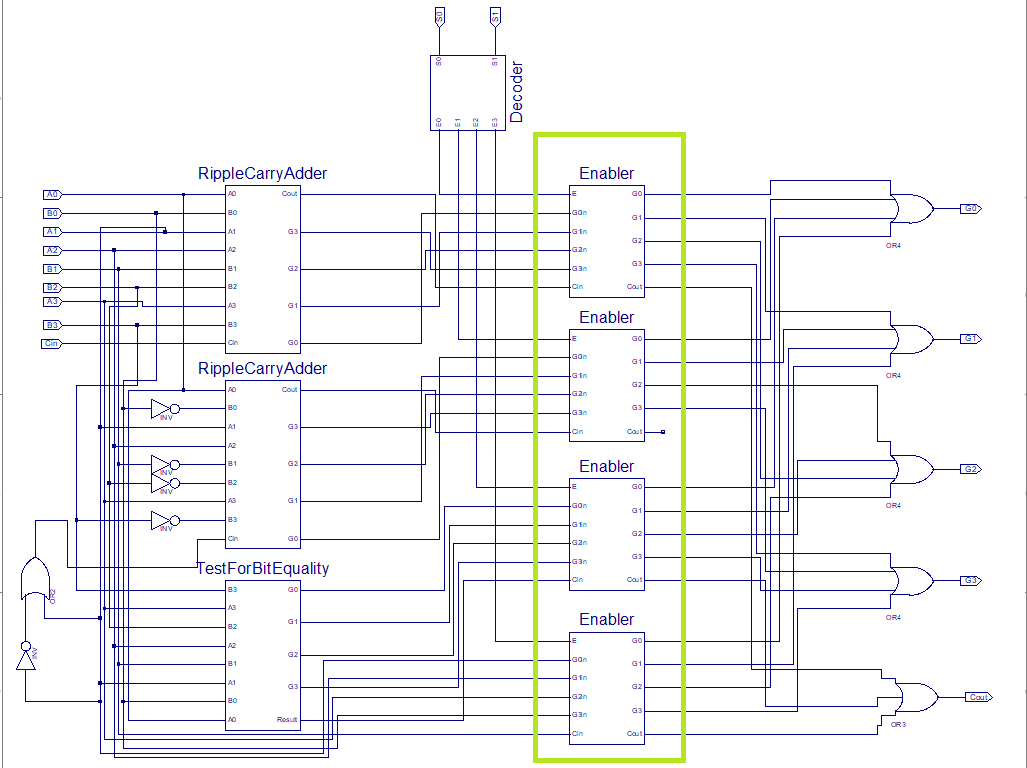 S0
S1
S0
S1
Decoder
E0
E1
E2
E3
RippleCarryAdder
Enabler
A0
B0
A1
A2
B1
B2
A3
B3
Cin
A0
B0
A1
A2
B1
B2
A3
B3
Cin
Cout
G3
G2
G1
G0
E
G0in
G1in
G2in
G3in
Cin
G0
G1
G2
G3
Cout
OR4
G0
RippleCarryAdder
Enabler
A0
B0
A1
A2
B1
B2
A3
B3
Cin
Cout
G3
G2
G1
G0
INV
INV
INV
INV
E
G0in
G1in
G2in
G3in
Cin
G0
G1
G2
G3
Cout
OR4
G1
Enabler
E
G0in
G1in
G2in
G3in
Cin
G0
G1
G2
G3
Cout
OR4
G2
TestForBitEquality
B3
A3
B2
A2
B1
A1
B0
A0
G0
G1
G2
G3
Result
OR2
INV
OR4
G3
Enabler
E
G0in
G1in
G2in
G3in
Cin
G0
G1
G2
G3
Cout
OR3
Cout